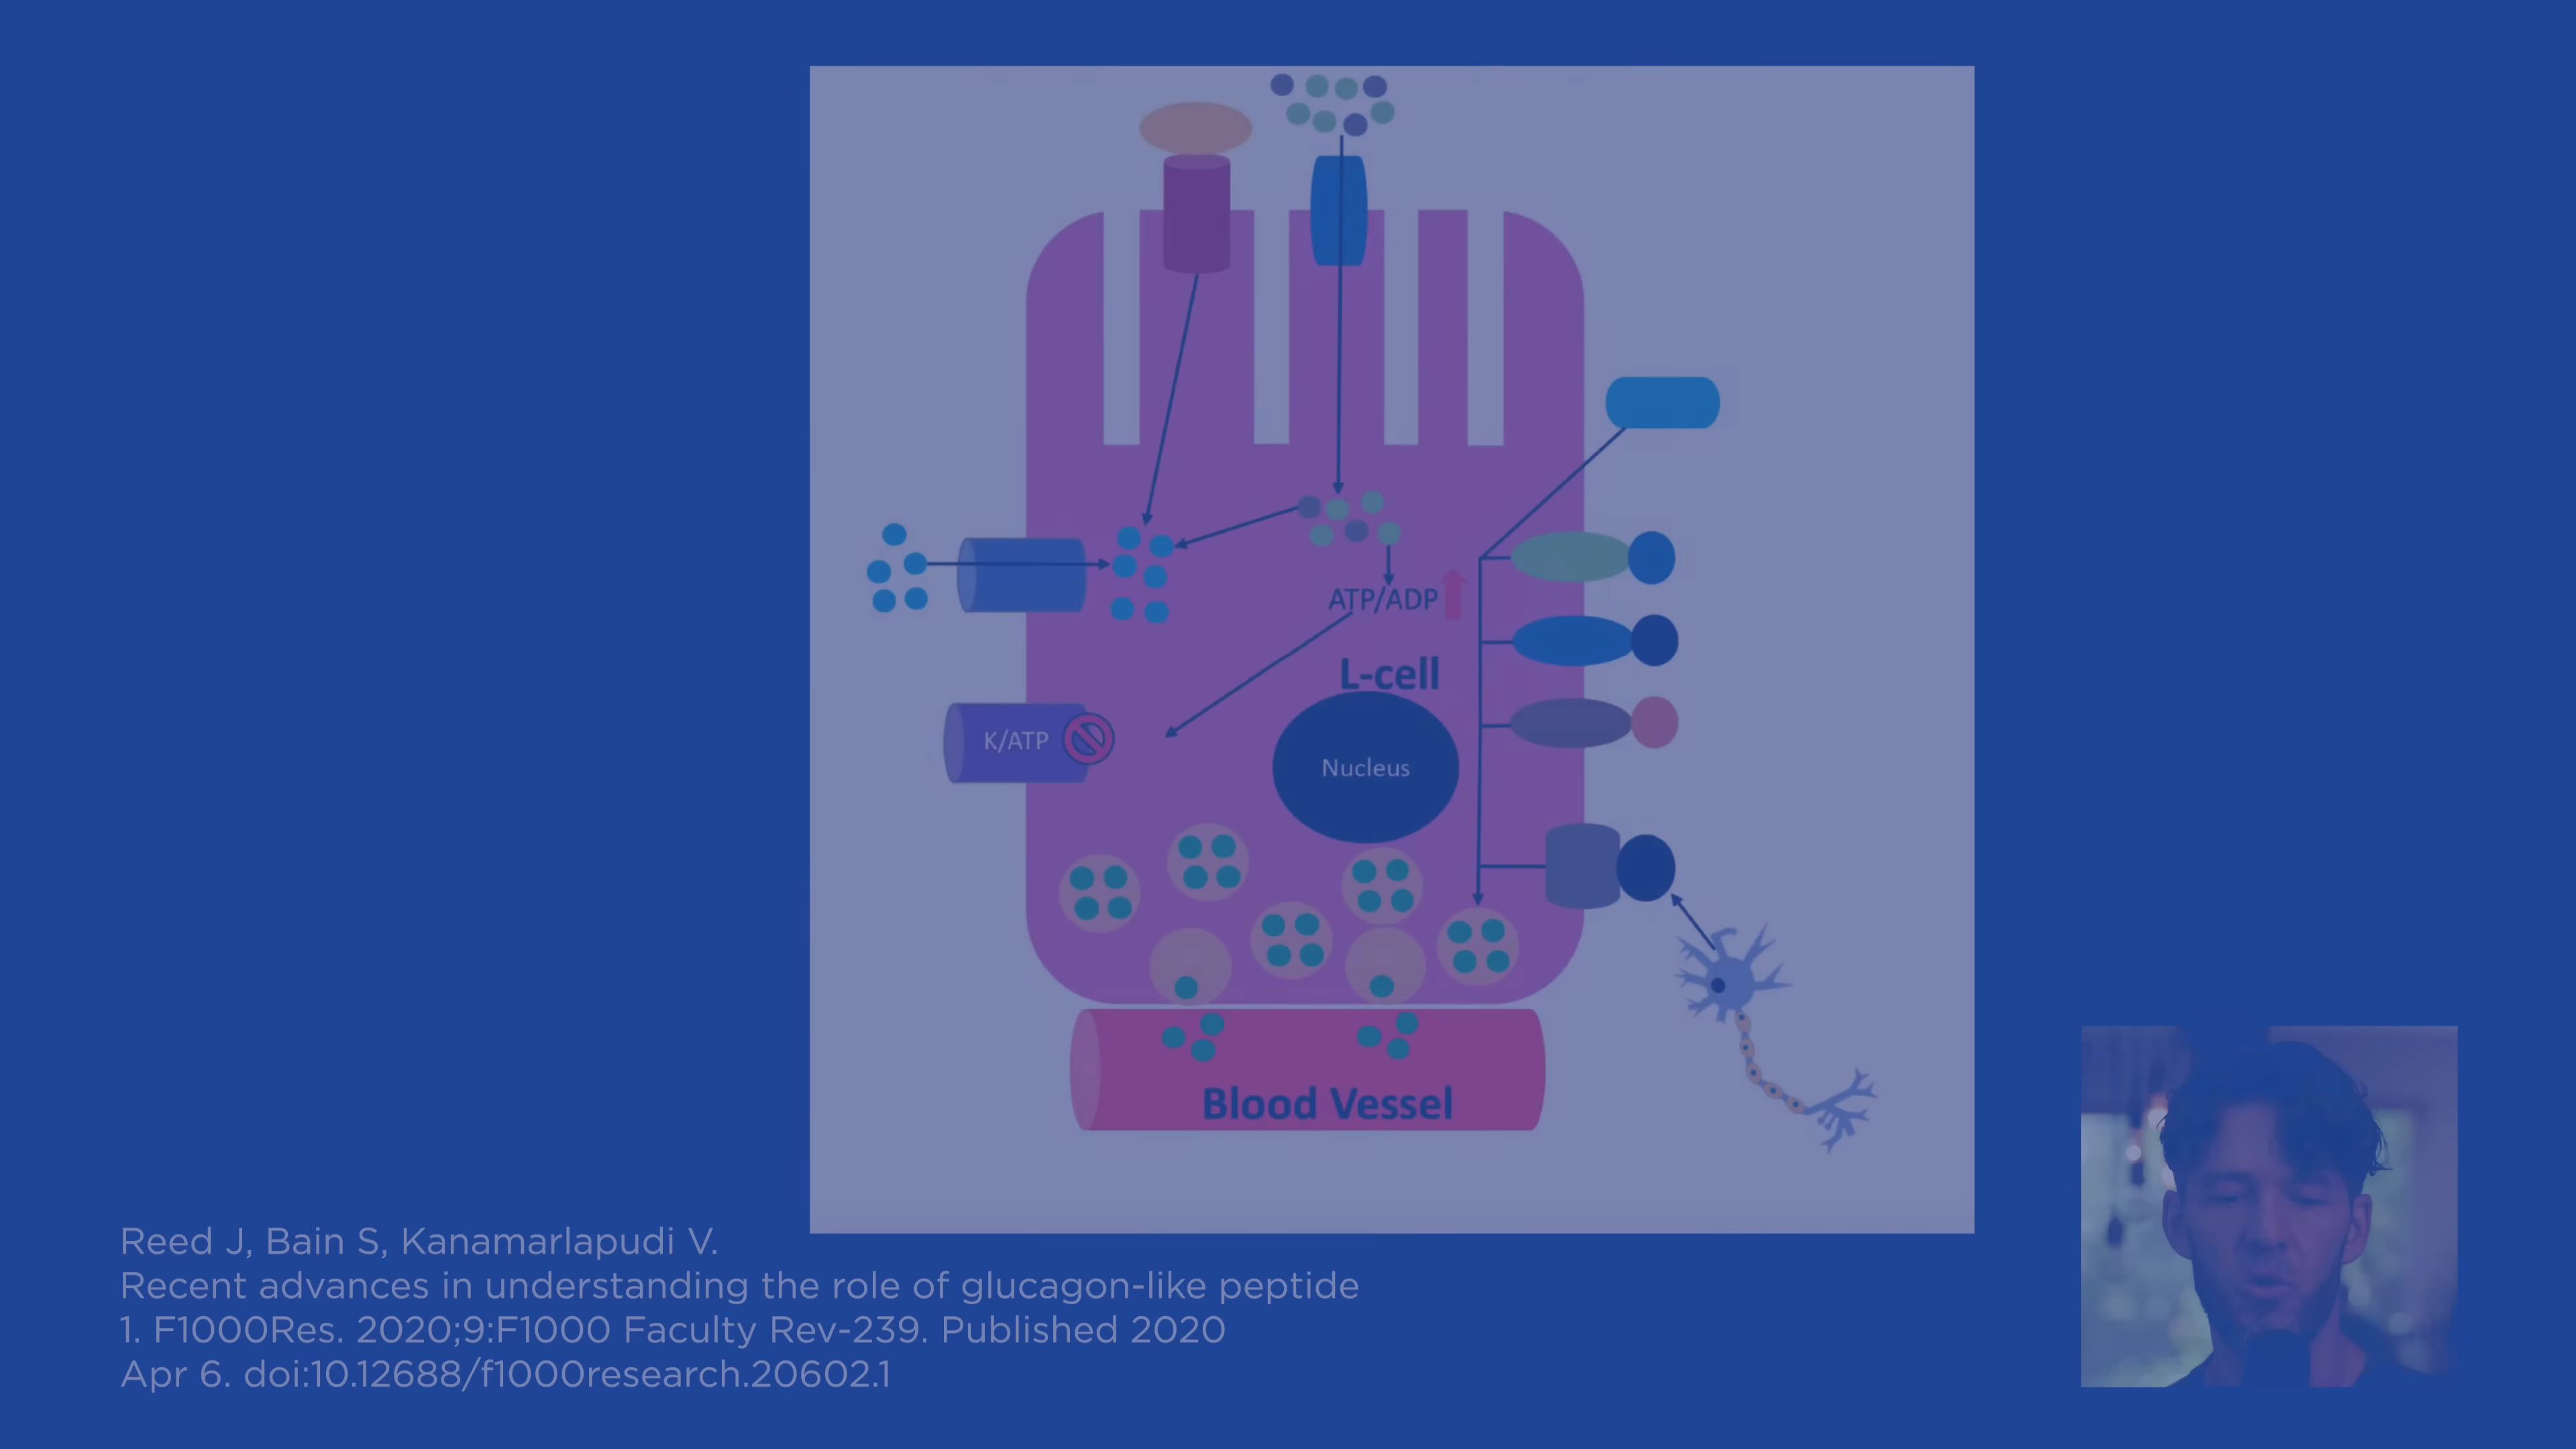 ATP/ADP
L-cell
K/ATP
Nucleus
Blood Vessel
Reed J, Bain S, Kanamarlapudi V.
Recent advances in understanding the role of glucagon-like peptide
1. F1000Res. 2020;9:F1000 Faculty Rev-239. Published 2020
Apr 6. doi:10.12688/f1000research.20602.1